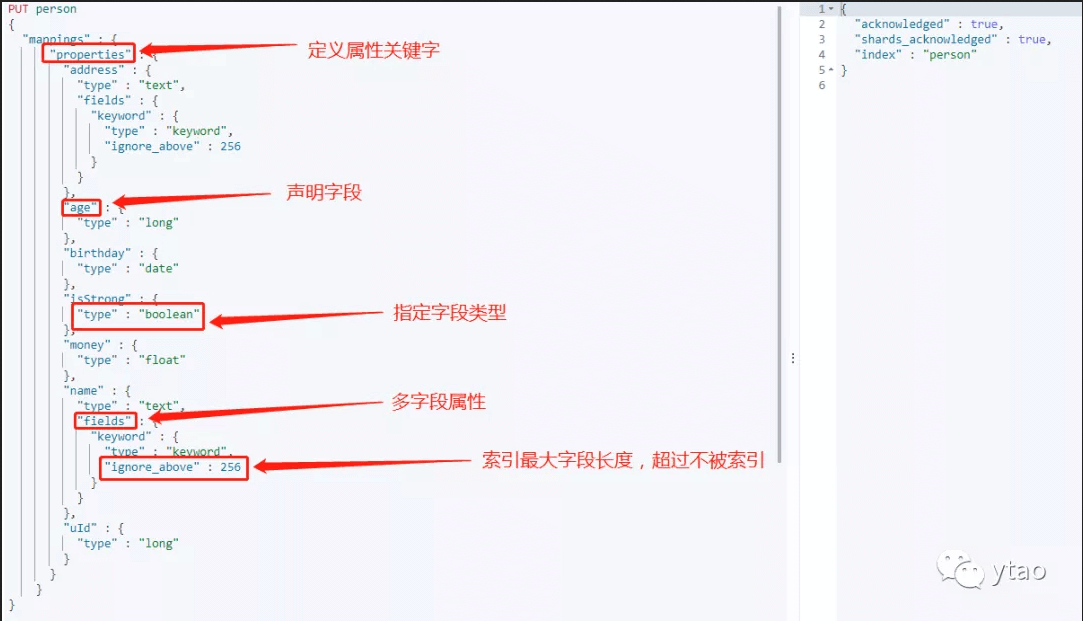 PUT person
{
"mappings" : {
"properties" : {
定义属性关键字
"address" : {
"type" : "text",
"fields" : {
"keyword" : {
"type" : "keyword",
"ignore_above" : 256
}
}
},
"age" : {
声明字段
"type" : "long"
},
"birthday" : {
"type" : "date"
},
"isStrong" : {
"type" : "boolean"
指定字段类型
},
"money" : {
"type" : "float"
},
"name" : {
"type" : "text",
"fields" : {
多字段属性
"keyword" : {
"type" : "keyword",
"ignore_above" : 256
索引最大字段长度，超过不被索引
}
}
},
"uId" : {
"type" : "long"
}
}
}
}
1 {
2 "acknowledged" : true,
3 "shards_acknowledged" : true,
4 "index" : "person"
5 }
6
ytao